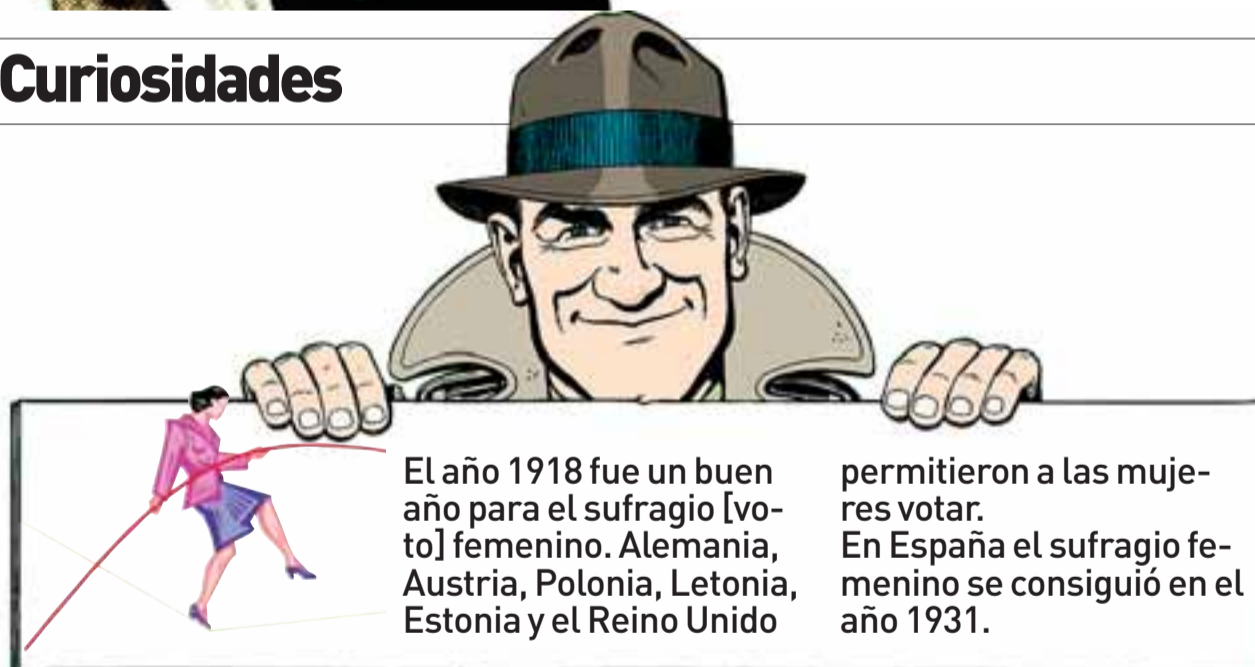 Curiosidades
El año 1918 fue un buen
año para el sufragio [vo-
to] femenino. Alemania,
Austria, Polonia, Letonia,
Estonia y el Reino Unido
permitieron a las muje-
res votar.
En España el sufragio fe-
menino se consiguió en el
año 1931.